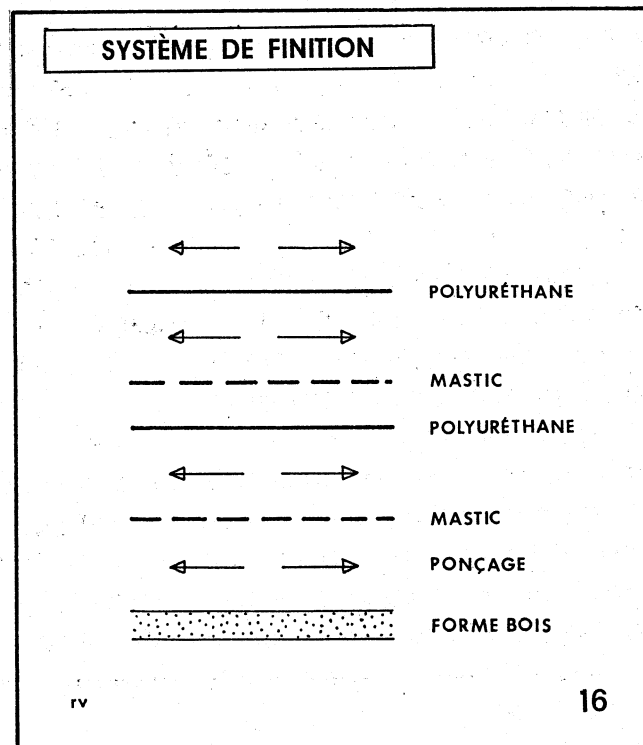 SYSTÈME DE FINITION
POLYURÉTHANE
MASTIC
POLYURÉTHANE
MASTIC
PONÇAGE
FORME BOIS
rv
16